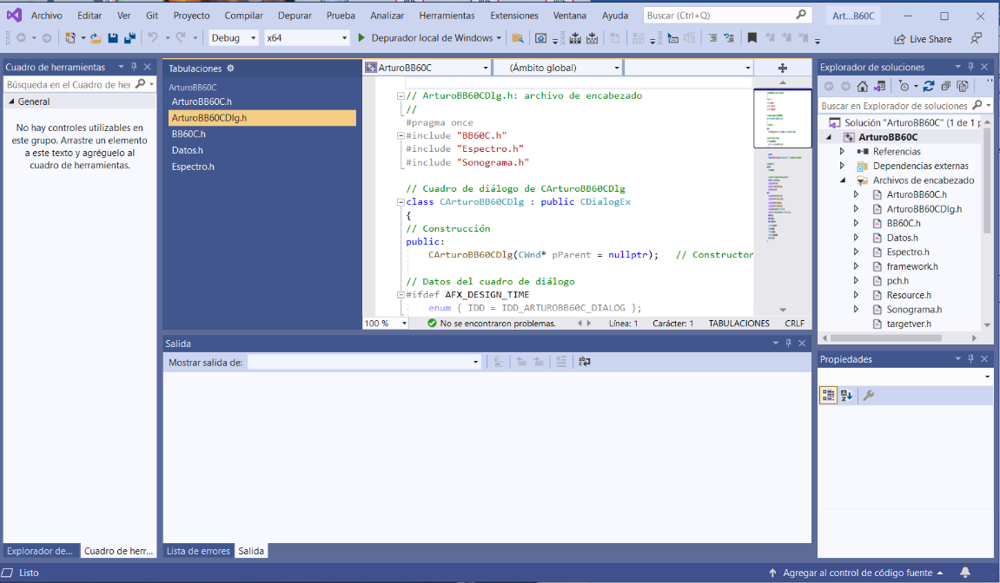 Archivo Editar Ver Git Proyecto Compilar Depurar Prueba Analizar Herramientas Extensiones Ventana Ayuda Buscar (Ctrl+Q) Art...B60C
Debug x64 Depurador local de Windows Live Share
Cuadro de herramientas
Búsqueda en el Cuadro de her
General
No hay controles utilizables en
este grupo. Arrastre un elemento
a este texto y agréguelo al
cuadro de herramientas.
Explorador de... Cuadro de herr...
Tabulaciones
ArturoBB60C
ArturoBB60C.h
ArturoBB60CDlg.h
BB60C.h
Datos.h
Espectro.h
ArturoBB60C (Ámbito global)
// ArturoBB60CDlg.h: archivo de encabezado
//
#pragma once
#include "BB60C.h"
#include "Espectro.h"
#include "Sonograma.h"
// Cuadro de diálogo de CArturoBB60CDlg
class CArturoBB60CDlg : public CDialogEx
{
// Construcción
public:
CArturoBB60CDlg(CWnd* pParent = nullptr); // Constructor
// Datos del cuadro de diálogo
#ifdef AFX_DESIGN_TIME
enum { IDD = IDD_ARTUROBB60C_DIALOG };
100 % No se encontraron problemas. Línea: 1 Carácter: 1 TABULACIONES CRLF
Salida
Mostrar salida de:
Lista de errores Salida
Explorador de soluciones
Buscar en Explorador de soluciones
Solución "ArturoBB60C" (1 de 1 p
ArturoBB60C
Referencias
Dependencias externas
Archivos de encabezado
ArturoBB60C.h
ArturoBB60CDlg.h
BB60C.h
Datos.h
Espectro.h
framework.h
pch.h
Resource.h
Sonograma.h
targetver.h
Propiedades
Listo Agregar al control de código fuente